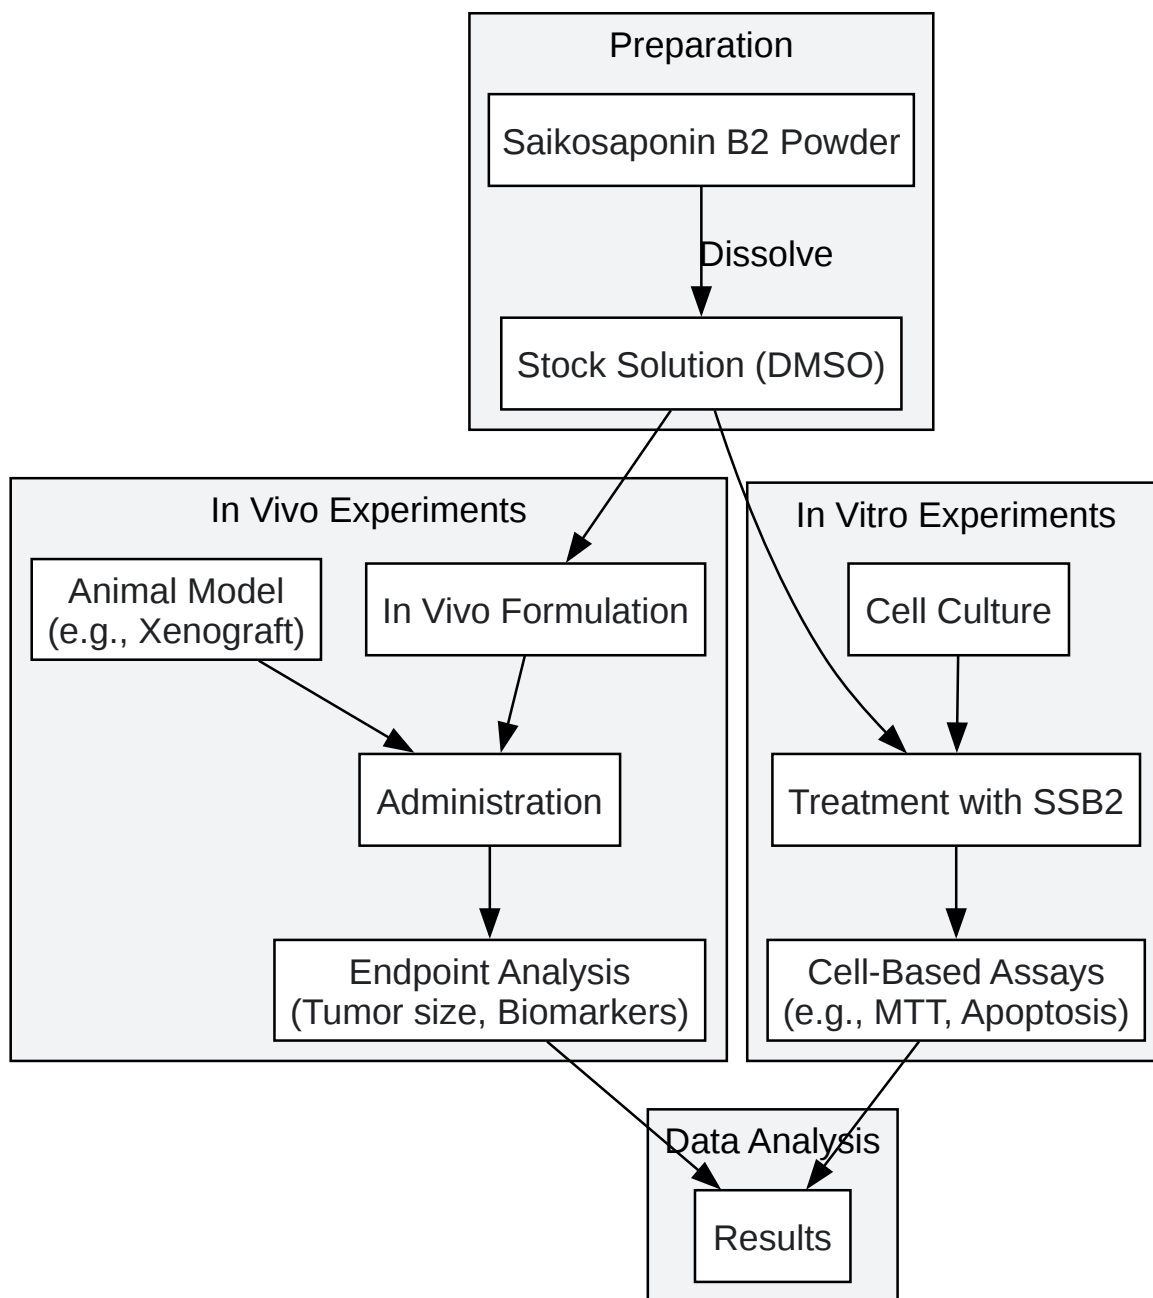 Preparation
Saikosaponin B2 Powder
Dissolve
Stock Solution (DMSO)
In Vivo Experiments
Animal Model
(e.g., Xenograft)
In Vivo Formulation
Administration
Endpoint Analysis
(Tumor size, Biomarkers)
In Vitro Experiments
Cell Culture
Treatment with SSB2
Cell-Based Assays
(e.g., MTT, Apoptosis)
Data Analysis
Results